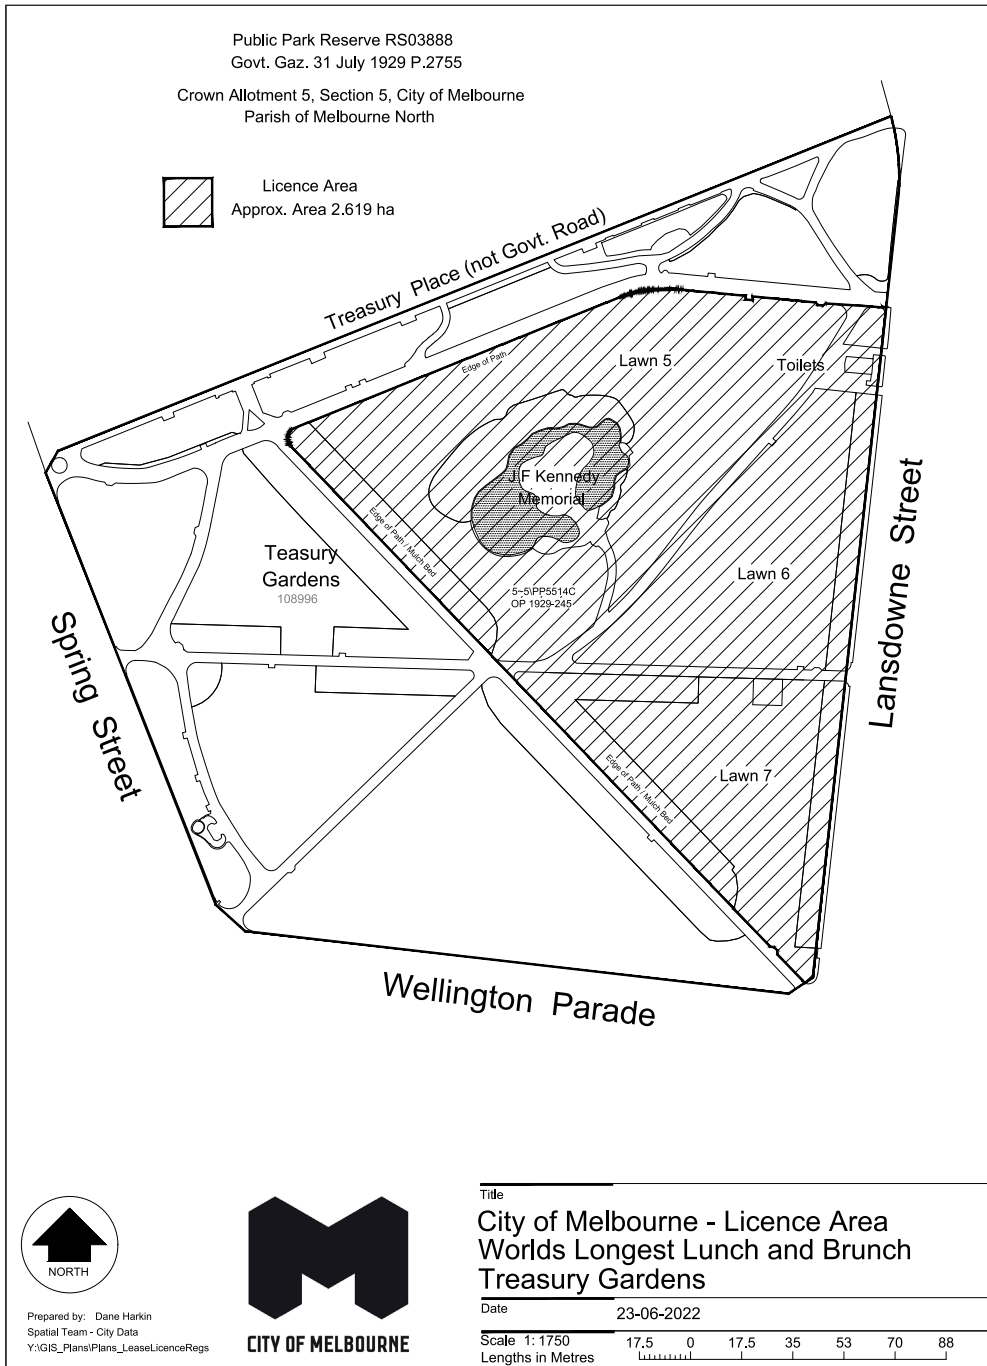 Public Park Reserve RS03888
Govt. Gaz. 31 July 1929 P.2755
Crown Allotment 5, Section 5, City of Melbourne
Parish of Melbourne North
Licence Area
Approx. Area 2.619 ha
Treasury Place (not Govt. Road)
Edge of Path
Lawn 5
Toilets
J.F Kennedy
Memorial
Edge of Path / Mulch Bed
Teasury
Gardens
108996
5~5\PP5514C
OP 1929-245
Lawn 6
Lansdowne Street
Spring Street
Lawn 7
Edge of Path / Mulch Bed
Wellington Parade
NORTH
Prepared by: Dane Harkin
Spatial Team - City Data
Y:\GIS_Plans\Plans_LeaseLicenceRegs
CITY OF MELBOURNE
Title
City of Melbourne - Licence Area
Worlds Longest Lunch and Brunch
Treasury Gardens
Date 23-06-2022
Scale 1: 1750 17.5 0 17.5 35 53 70 88
Lengths in Metres